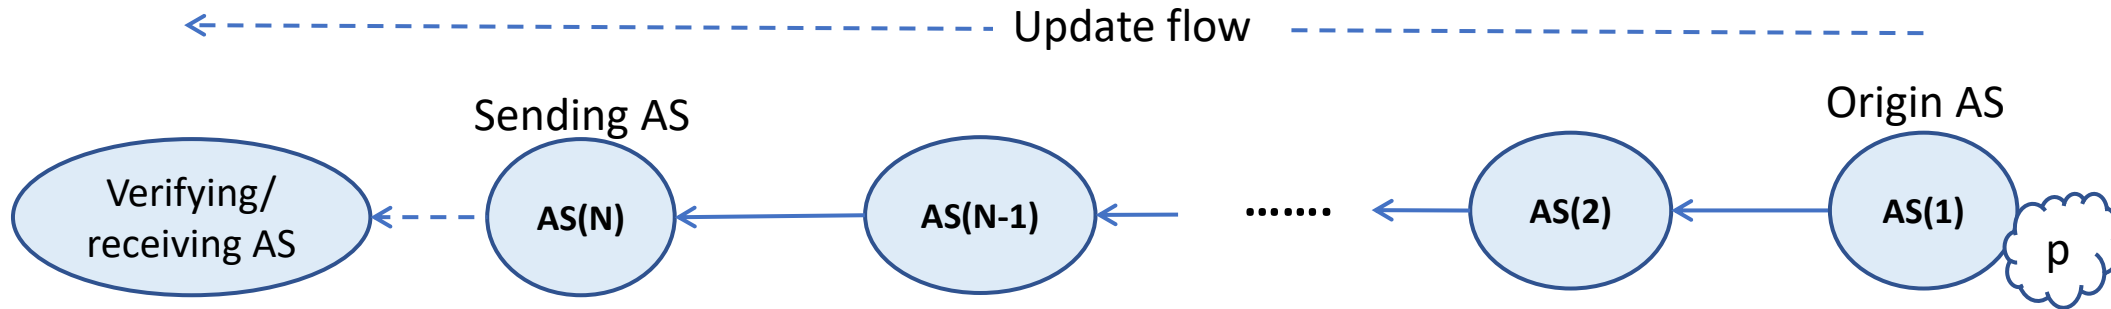 Update flow
Sending AS
Origin AS
Verifying/
receiving AS
AS(N)
AS(N-1)
.......
AS(2)
AS(1)
p